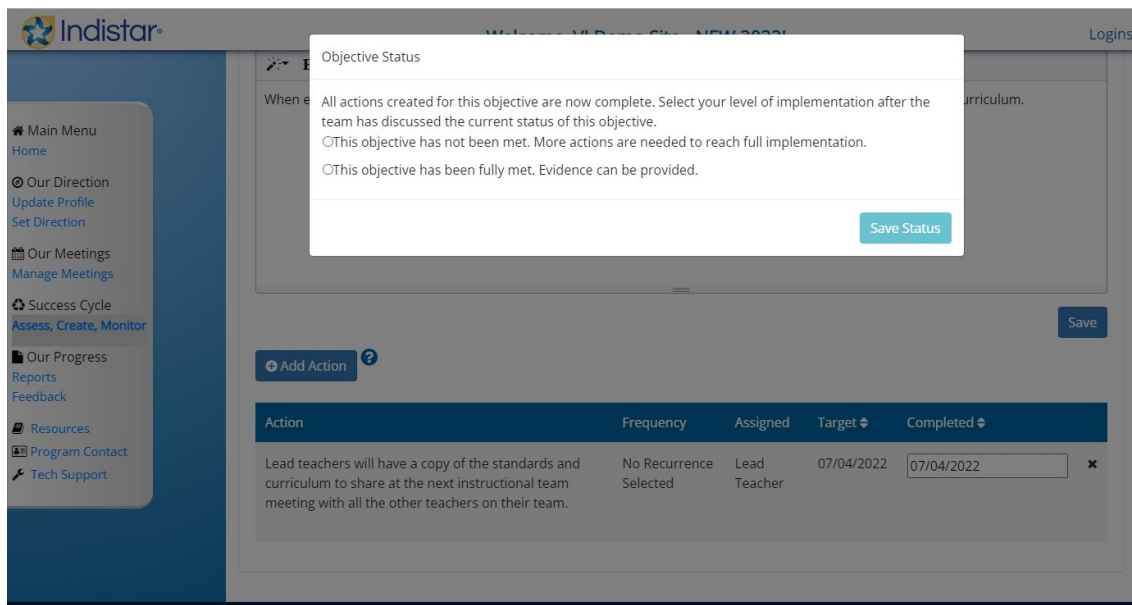 Indistar®
Welcome VI Demo Site - NEW 2022!
Logins
Objective Status
When e
urriculum.
All actions created for this objective are now complete. Select your level of implementation after the
team has discussed the current status of this objective.
This objective has not been met. More actions are needed to reach full implementation.
This objective has been fully met. Evidence can be provided.
Save Status
Main Menu
Home
Our Direction
Update Profile
Set Direction
Our Meetings
Manage Meetings
Success Cycle
Assess, Create, Monitor
Our Progress
Reports
Feedback
Resources
Program Contact
Tech Support
Save
Add Action
Action Frequency Assigned Target Completed
Lead teachers will have a copy of the standards and
curriculum to share at the next instructional team
meeting with all the other teachers on their team.
No Recurrence
Selected
Lead
Teacher
07/04/2022
07/04/2022